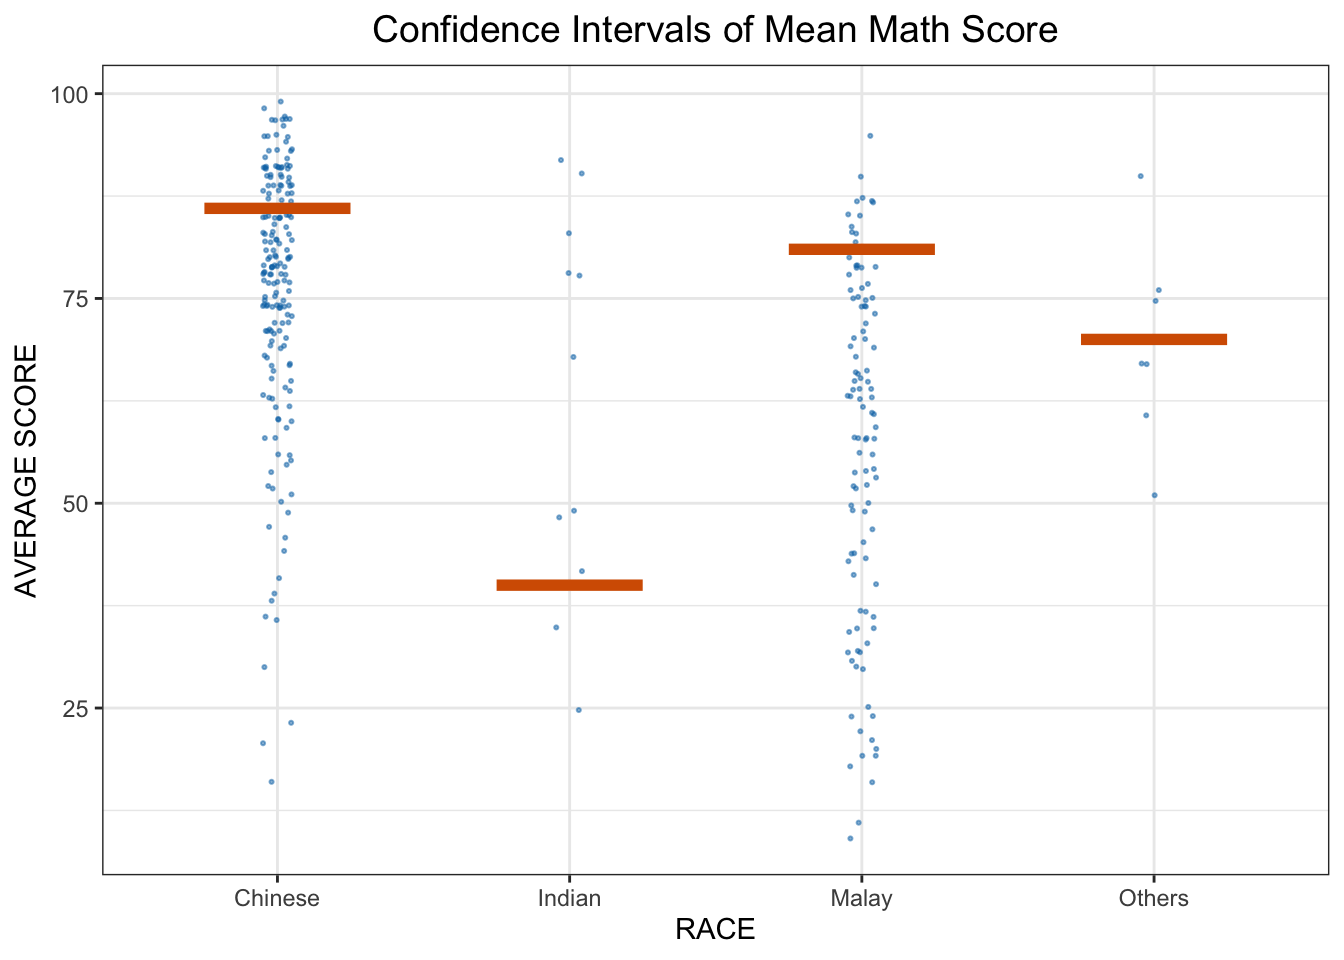 Confidence Intervals of Mean Math Score
100
75
50
25
AVERAGE SCORE
Chinese Indian Malay Others
RACE